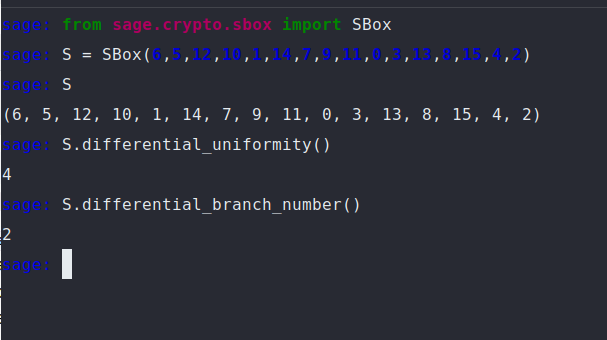 sage: from sage.crypto.sbox import SBox
sage: S = SBox(6,5,12,10,1,14,7,9,11,0,3,13,8,15,4,2)
sage: S
(6, 5, 12, 10, 1, 14, 7, 9, 11, 0, 3, 13, 8, 15, 4, 2)
sage: S.differential_uniformity()
4
sage: S.differential_branch_number()
2
sage: